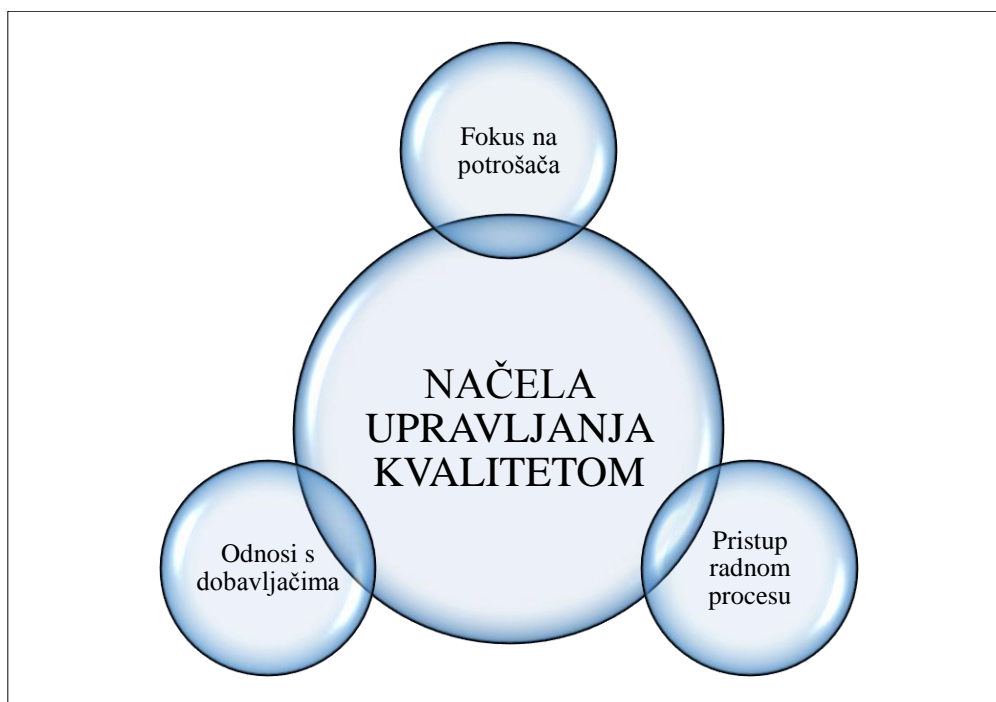 Fokus na
potrošača
NAČELA
UPRAVLJANJA
KVALITETOM
Odnosi s
dobavljačima
Pristup
radnom
procesu